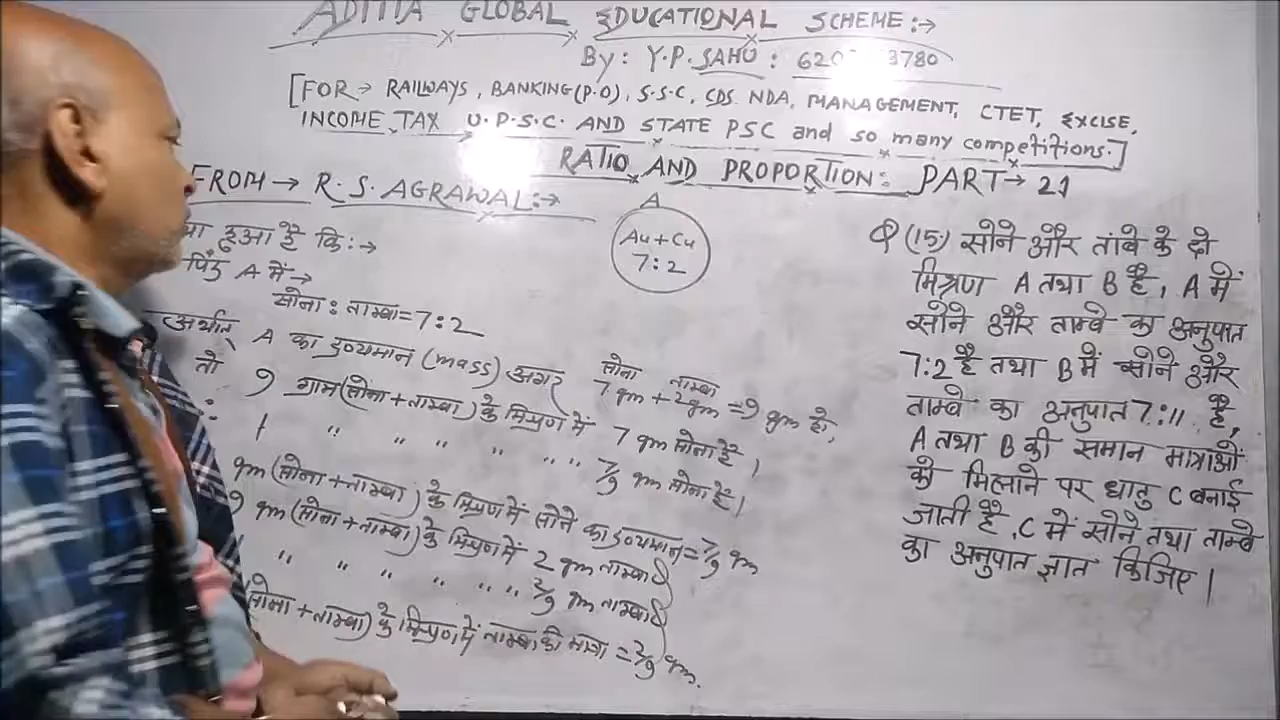 ADITIA GLOBAL EDUCATIONAL SCHEME:→
By: Y.P. SAHU : 620 3780
[FOR→ RAILWAYS, BANKING(P.O), S.S.C, CDS NDA, MANAGEMENT, CTET, EXCISE,
INCOME TAX U.P.S.C. AND STATE PSC and so many competitions.]
RATIO AND PROPORTION: PART→ 21
FROM→ R.S. AGRAWAL:→
हुआ है कि:→
पिंड A में→
सोना : ताम्बा = 7:2
अर्थात् A का द्रव्यमान (mass) अगर सोना 7 gm + ताम्बा 2gm = 9 gm हो,
तो 9 ग्राम (सोना + ताम्बा) के मिश्रण में 7 gm सोना है।
∴ 1 " " " " " " 7/9 gm सोना है।
gm (सोना + ताम्बा) के मिश्रण में सोने का द्रव्यमान = 7/9 gm
9 gm (सोना + ताम्बा) के मिश्रण में 2 gm ताम्बा
" " " " " " 2/9 gm ताम्बा
(सोना + ताम्बा) के मिश्रण में ताम्बा की मात्रा = 2/9 gm.
A
Au + Cu
7 : 2
Q (15) सोने और तांबे के दो
मिश्रण A तथा B है, A में
सोने और ताम्बे का अनुपात
7:2 है तथा B में सोने और
ताम्बे का अनुपात 7:11 है,
A तथा B की समान मात्राओं
को मिलाने पर धातु C बनाई
जाती है, C में सोने तथा ताम्बे
का अनुपात ज्ञात किजिए।